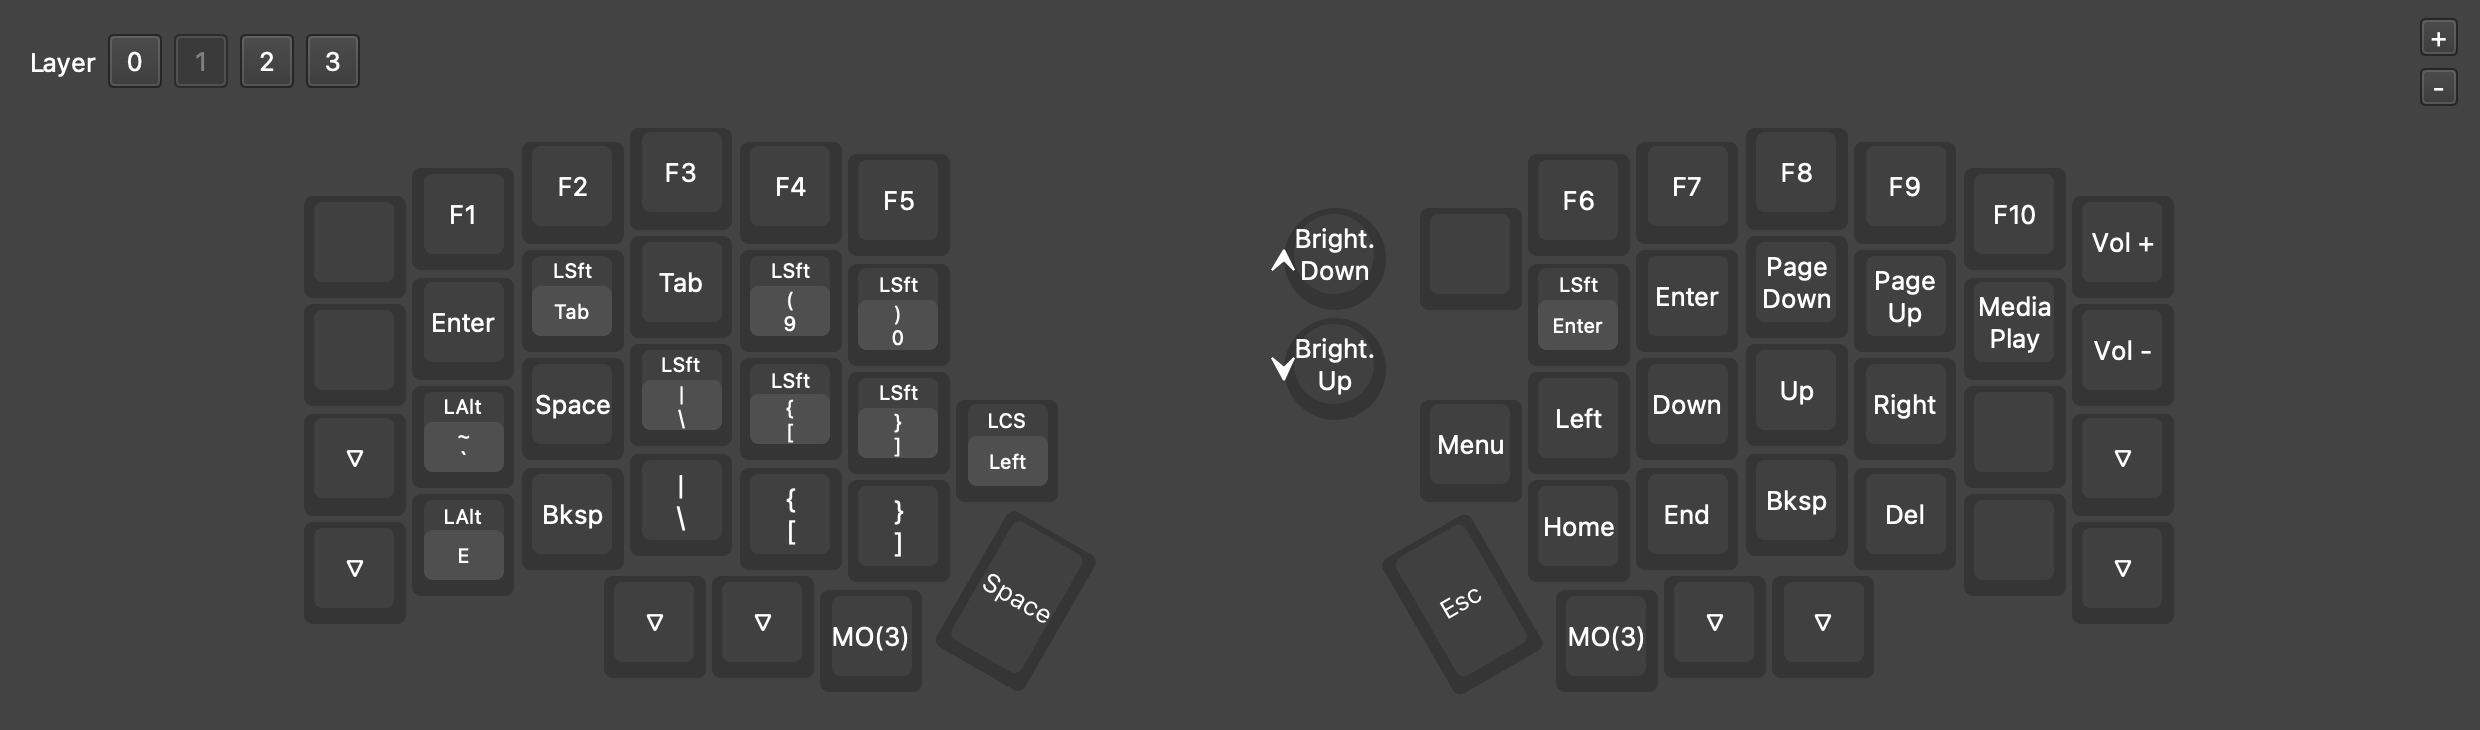 Layer 0 1 2 3
+
-
F1
F2
F3
F4
F5
Enter
LSft
Tab
Tab
LSft
(
9
LSft
)
0
▽
LAlt
~
`
Space
LSft
|
\
LSft
{
[
LSft
}
]
LCS
Left
▽
LAlt
E
Bksp
|
\
{
[
}
]
▽
▽
MO(3)
Space
Bright.
Down
Bright.
Up
F6
F7
F8
F9
F10
Vol +
LSft
Enter
Enter
Page
Down
Page
Up
Media
Play
Vol -
Menu
Left
Down
Up
Right
▽
Home
End
Bksp
Del
▽
Esc
MO(3)
▽
▽